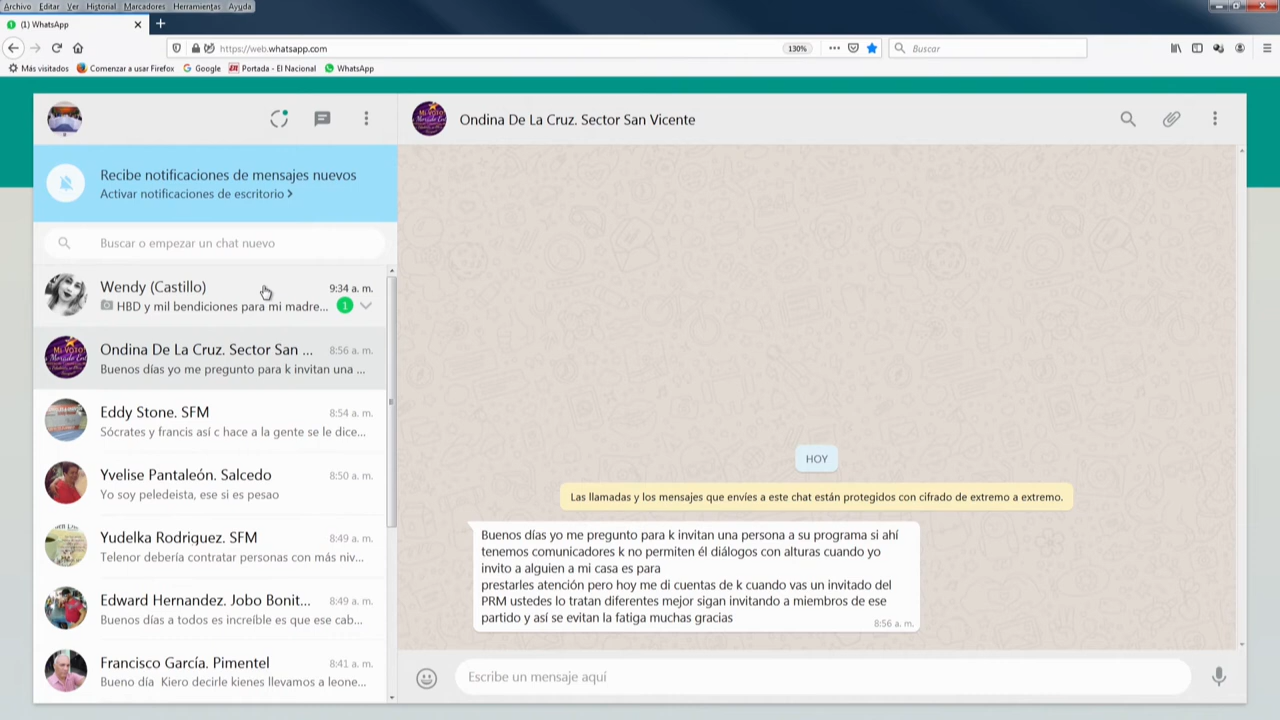 Archivo Editar Ver Historial Marcadores Herramientas Ayuda
(1) WhatsApp
https://web.whatsapp.com
130%
Buscar
Más visitados Comenzar a usar Firefox Google Portada - El Nacional WhatsApp
Ondina De La Cruz. Sector San Vicente
Recibe notificaciones de mensajes nuevos
Activar notificaciones de escritorio >
Buscar o empezar un chat nuevo
Wendy (Castillo)
9:34 a. m.
HBD y mil bendiciones para mi madre...
1
Ondina De La Cruz. Sector San ...
8:56 a. m.
Buenos días yo me pregunto para k invitan una ...
Eddy Stone. SFM
8:54 a. m.
Sócrates y francis así c hace a la gente se le dice...
Yvelise Pantaleón. Salcedo
8:50 a. m.
Yo soy peledeista, ese si es pesao
Yudelka Rodriguez. SFM
8:49 a. m.
Telenor debería contratar personas con más niv...
Edward Hernandez. Jobo Bonit...
8:49 a. m.
Buenos días a todos es increíble es que ese cab...
Francisco García. Pimentel
8:41 a. m.
Bueno día Kiero decirle kienes llevamos a leone...
HOY
Las llamadas y los mensajes que envíes a este chat están protegidos con cifrado de extremo a extremo.
Buenos días yo me pregunto para k invitan una persona a su programa si ahí
tenemos comunicadores k no permiten él diálogos con alturas cuando yo
invito a alguien a mi casa es para
prestarles atención pero hoy me di cuentas de k cuando vas un invitado del
PRM ustedes lo tratan diferentes mejor sigan invitando a miembros de ese
partido y así se evitan la fatiga muchas gracias
8:56 a. m.
Escribe un mensaje aquí